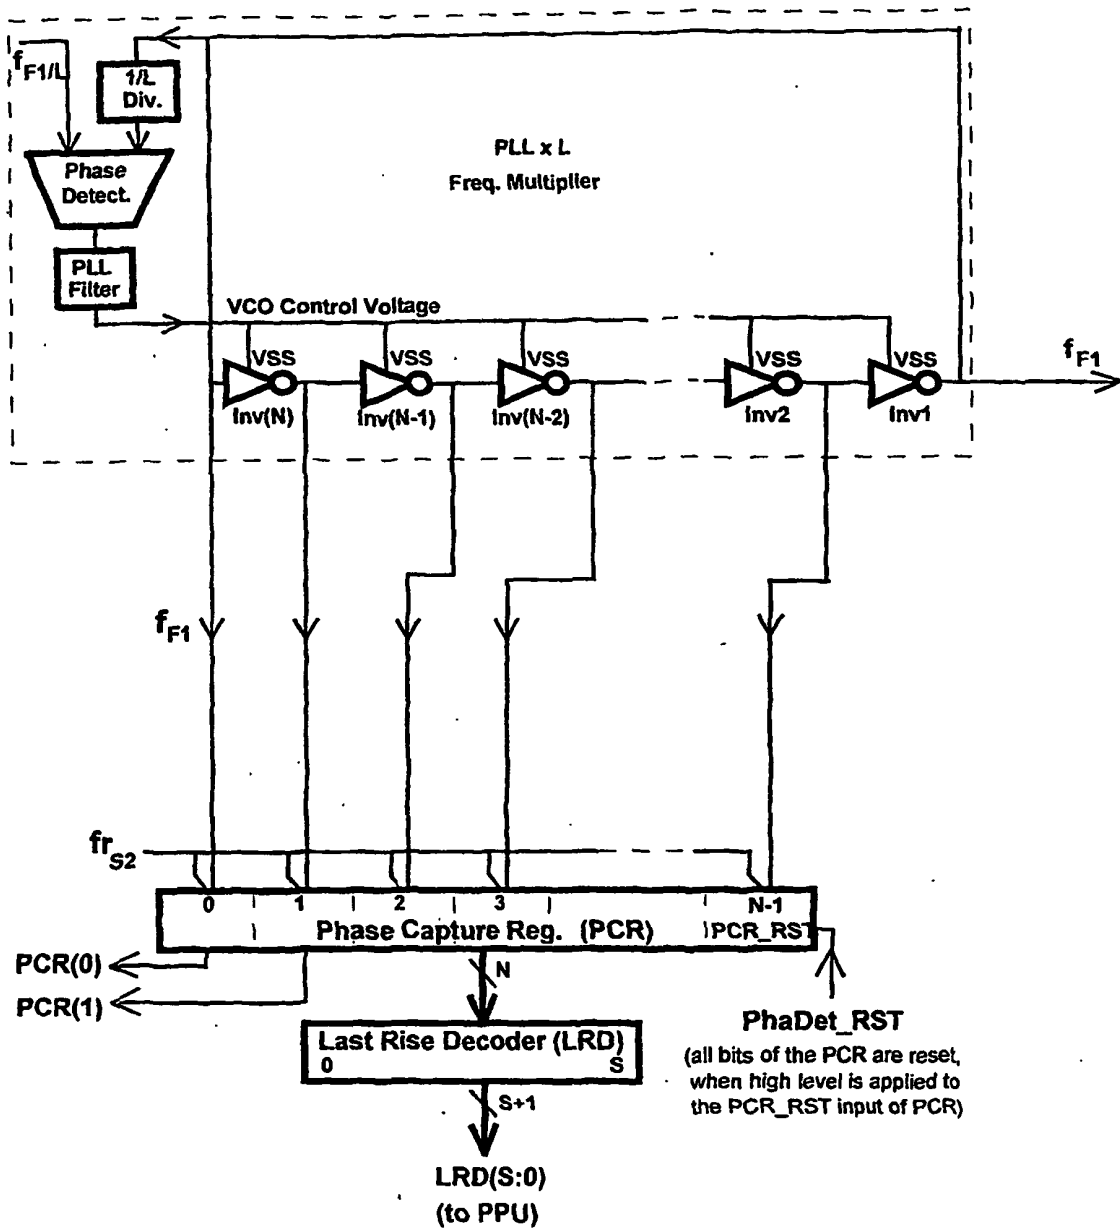 f_F1/L
1/L
Div.
Phase
Detect.
PLL
Filter
PLL x L
Freq. Multiplier
VCO Control Voltage
VSS
VSS
VSS
VSS
VSS
Inv(N)
Inv(N-1)
Inv(N-2)
Inv2
Inv1
f_F1
f_F1
fr_S2
0
1
2
3
N-1
Phase Capture Reg. (PCR)
PCR_RST
PCR(0)
PCR(1)
N
Last Rise Decoder (LRD)
0
S
S+1
LRD(S:0)
(to PPU)
PhaDet_RST
(all bits of the PCR are reset,
when high level is applied to
the PCR_RST input of PCR)